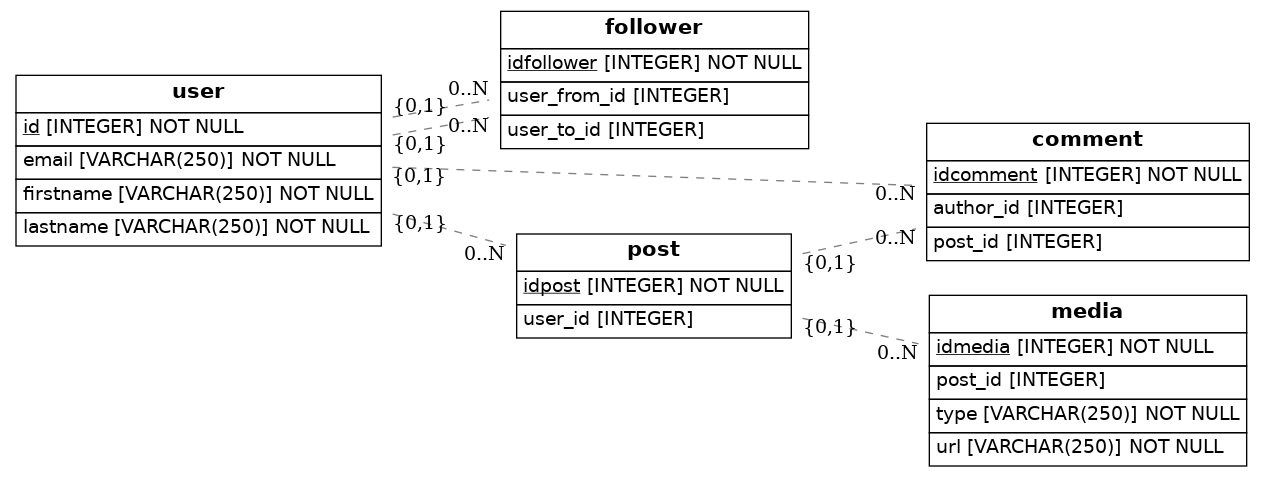 user
id [INTEGER] NOT NULL
email [VARCHAR(250)] NOT NULL
firstname [VARCHAR(250)] NOT NULL
lastname [VARCHAR(250)] NOT NULL
follower
idfollower [INTEGER] NOT NULL
user_from_id [INTEGER]
user_to_id [INTEGER]
0..N
{0,1}
0..N
{0,1}
{0,1}
0..N
{0,1}
0..N
post
idpost [INTEGER] NOT NULL
user_id [INTEGER]
comment
idcomment [INTEGER] NOT NULL
author_id [INTEGER]
post_id [INTEGER]
0..N
{0,1}
{0,1}
0..N
media
idmedia [INTEGER] NOT NULL
post_id [INTEGER]
type [VARCHAR(250)] NOT NULL
url [VARCHAR(250)] NOT NULL